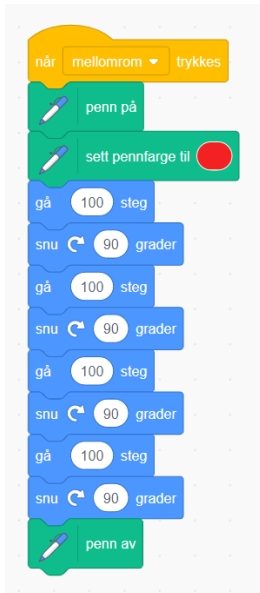 når mellomrom trykkes
penn på
sett pennfarge til
gå 100 steg
snu 90 grader
gå 100 steg
snu 90 grader
gå 100 steg
snu 90 grader
gå 100 steg
snu 90 grader
penn av